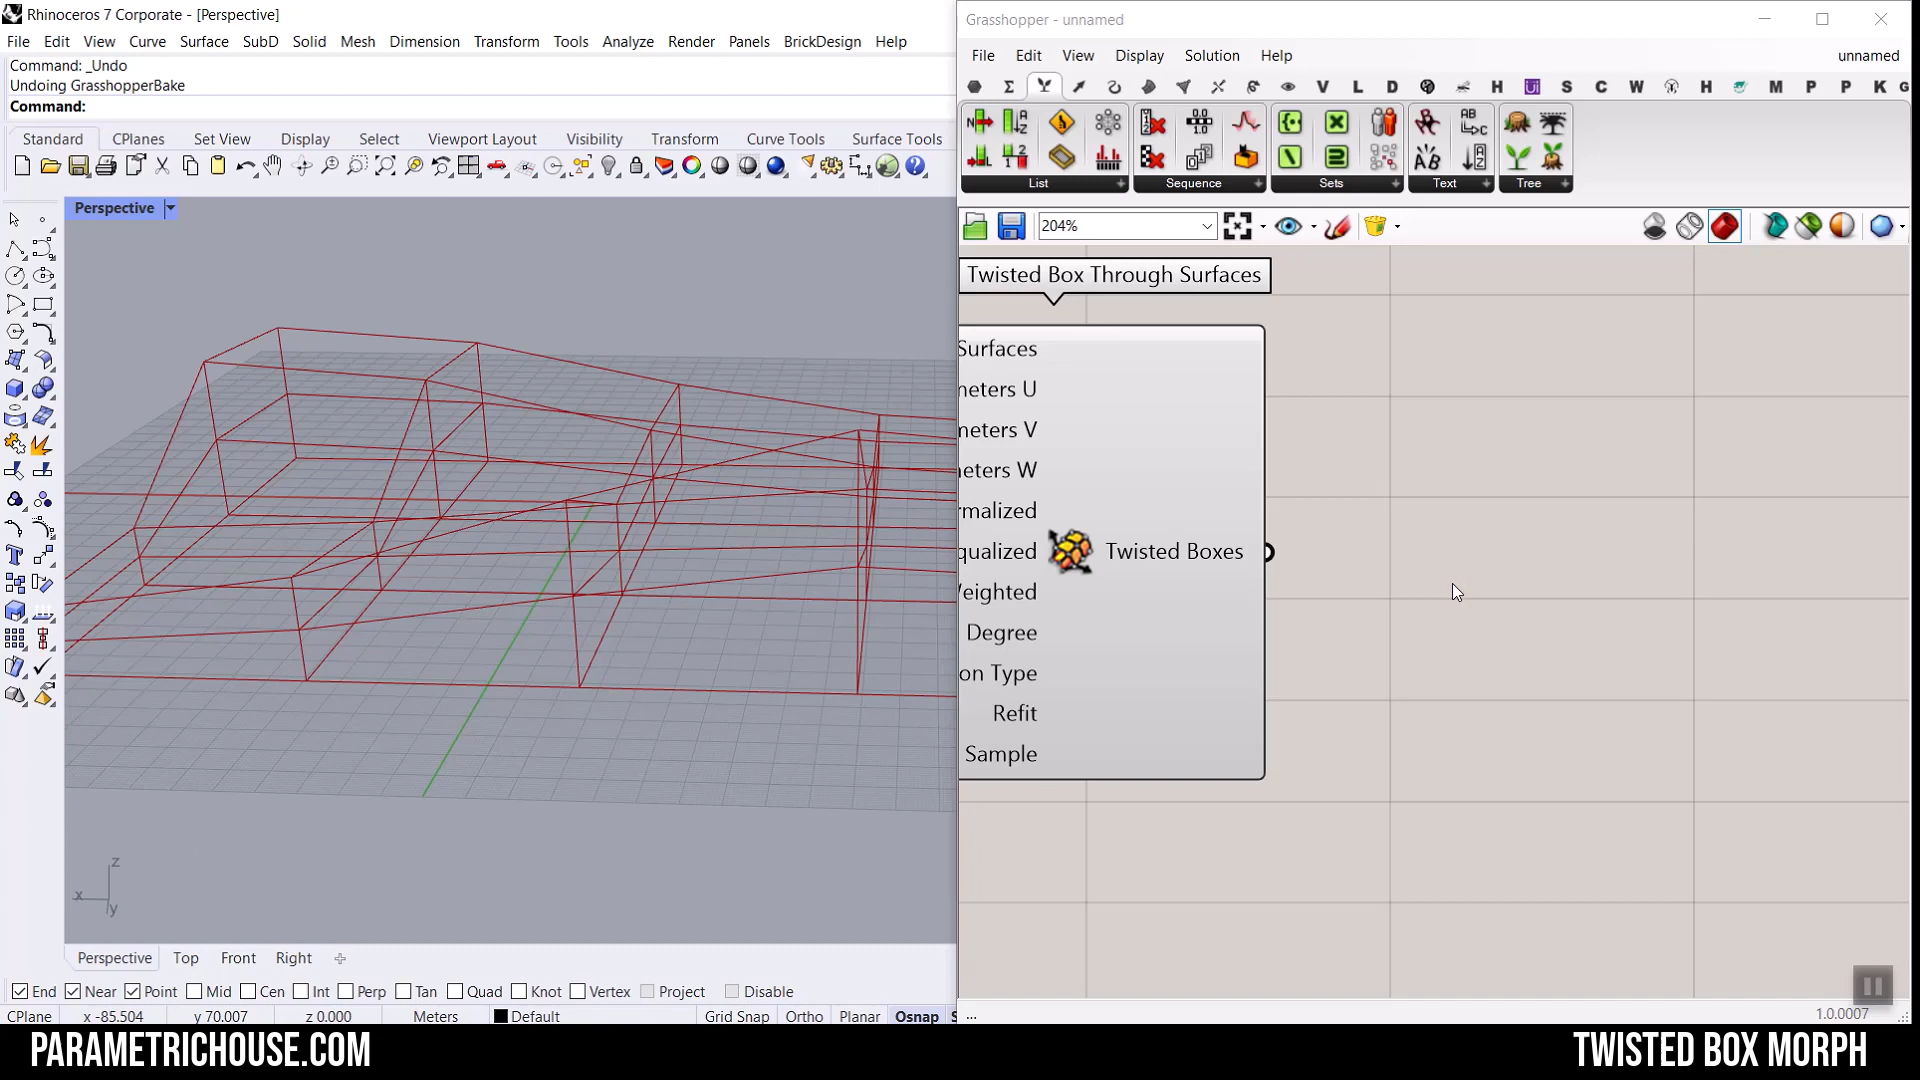 Rhinoceros 7 Corporate - [Perspective]
File Edit View Curve Surface SubD Solid Mesh Dimension Transform Tools Analyze Render Panels BrickDesign Help
Command: _Undo
Undoing GrasshopperBake
Command:
Standard CPlanes Set View Display Select Viewport Layout Visibility Transform Curve Tools Surface Tools
Perspective
z
x
y
Perspective Top Front Right
End Near Point Mid Cen Int Perp Tan Quad Knot Vertex Project Disable
CPlane x -85.504 y 70.007 z 0.000 Meters Default Grid Snap Ortho Planar Osnap
Grasshopper - unnamed
File Edit View Display Solution Help unnamed
V L D H S C W H M P P K G
List Sequence Sets Text Tree
204%
Twisted Box Through Surfaces
Surfaces
meters U
meters V
meters W
rmalized
qualized Twisted Boxes
Weighted
Degree
on Type
Refit
Sample
... 1.0.0007
PARAMETRICHOUSE.COM TWISTED BOX MORPH